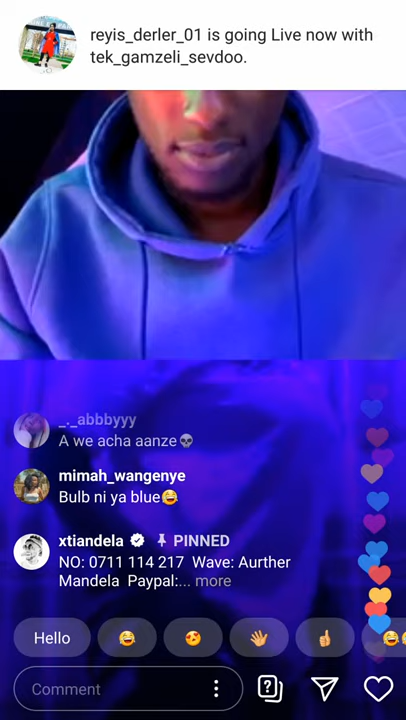 reyis_derler_01 is going Live now with
tek_gamzeli_sevdoo.
_._abbbyyy
A we acha aanze💀
mimah_wangenye
Bulb ni ya blue😂
xtiandela PINNED
NO: 0711 114 217 Wave: Aurther
Mandela Paypal:... more
Hello 😂 😍 👋 👍 😂
Comment